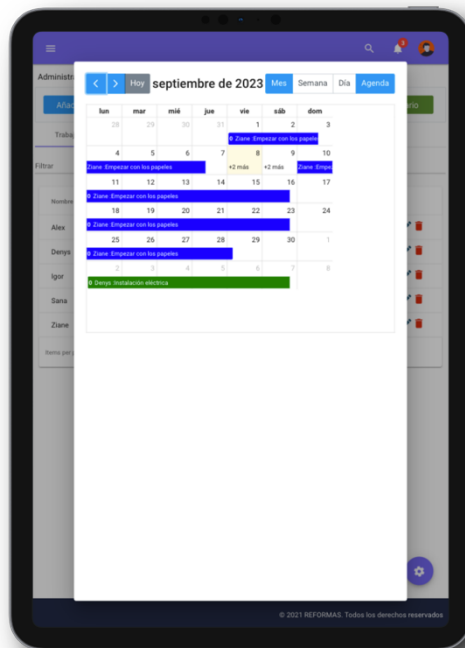 3
Administra
Hoy
septiembre de 2023
Mes
Semana
Día
Agenda
Añad
rio
lun mar mié jue vie sáb dom
28 29 30 31 1 2 3
0 Ziane :Empezar con los papeles
Trabaj
4 5 6 7 8 9 10
Ziane :Empezar con los papeles
+2 más
+2 más
Ziane :Empez
Filtrar
11 12 13 14 15 16 17
0 Ziane :Empezar con los papeles
Nombre
18 19 20 21 22 23 24
0 Ziane :Empezar con los papeles
Alex
25 26 27 28 29 30 1
0 Ziane :Empezar con los papeles
Denys
2 3 4 5 6 7 8
0 Denys :Instalación eléctrica
Igor
Sana
Ziane
Items per p
© 2021 REFORMAS. Todos los derechos reservados